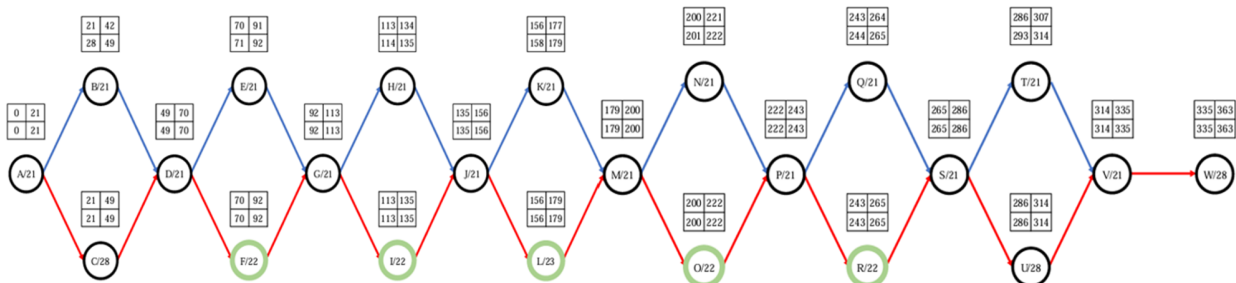 21 42
28 49
70 91
71 92
113 134
114 135
156 177
158 179
200 221
201 222
243 264
244 265
286 307
293 314
B/21
E/21
H/21
K/21
N/21
Q/21
T/21
0 21
0 21
49 70
49 70
92 113
92 113
135 156
135 156
179 200
179 200
222 243
222 243
265 286
265 286
314 335
314 335
335 363
335 363
A/21
D/21
G/21
J/21
M/21
P/21
S/21
V/21
W/28
21 49
21 49
70 92
70 92
113 135
113 135
156 179
156 179
200 222
200 222
243 265
243 265
286 314
286 314
C/28
F/22
I/22
L/23
O/22
R/22
U/28